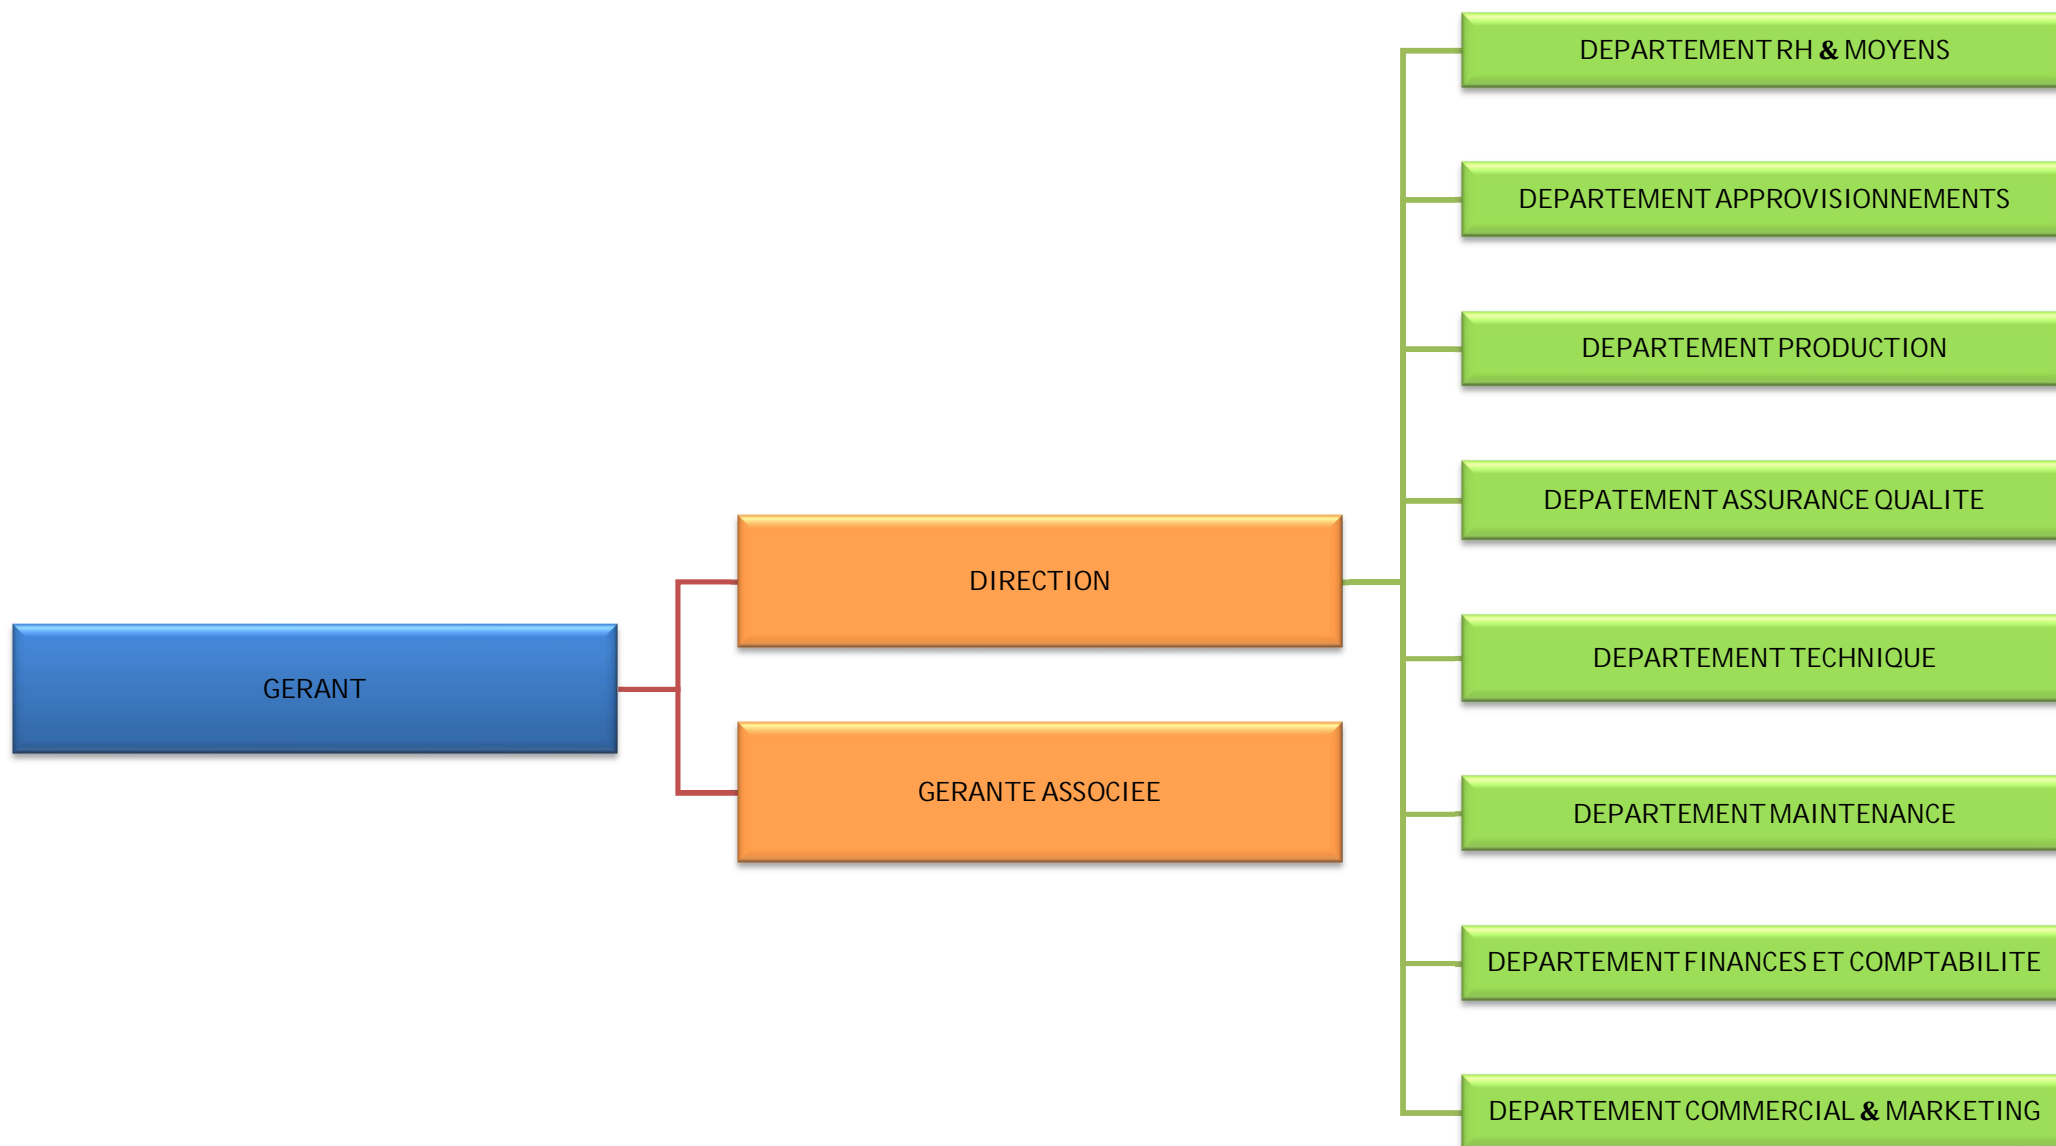 GERANT
DIRECTION
GERANTE ASSOCIEE
DEPARTEMENT RH & MOYENS
DEPARTEMENT APPROVISIONNEMENTS
DEPARTEMENT PRODUCTION
DEPATEMENT ASSURANCE QUALITE
DEPARTEMENT TECHNIQUE
DEPARTEMENT MAINTENANCE
DEPARTEMENT FINANCES ET COMPTABILITE
DEPARTEMENT COMMERCIAL & MARKETING